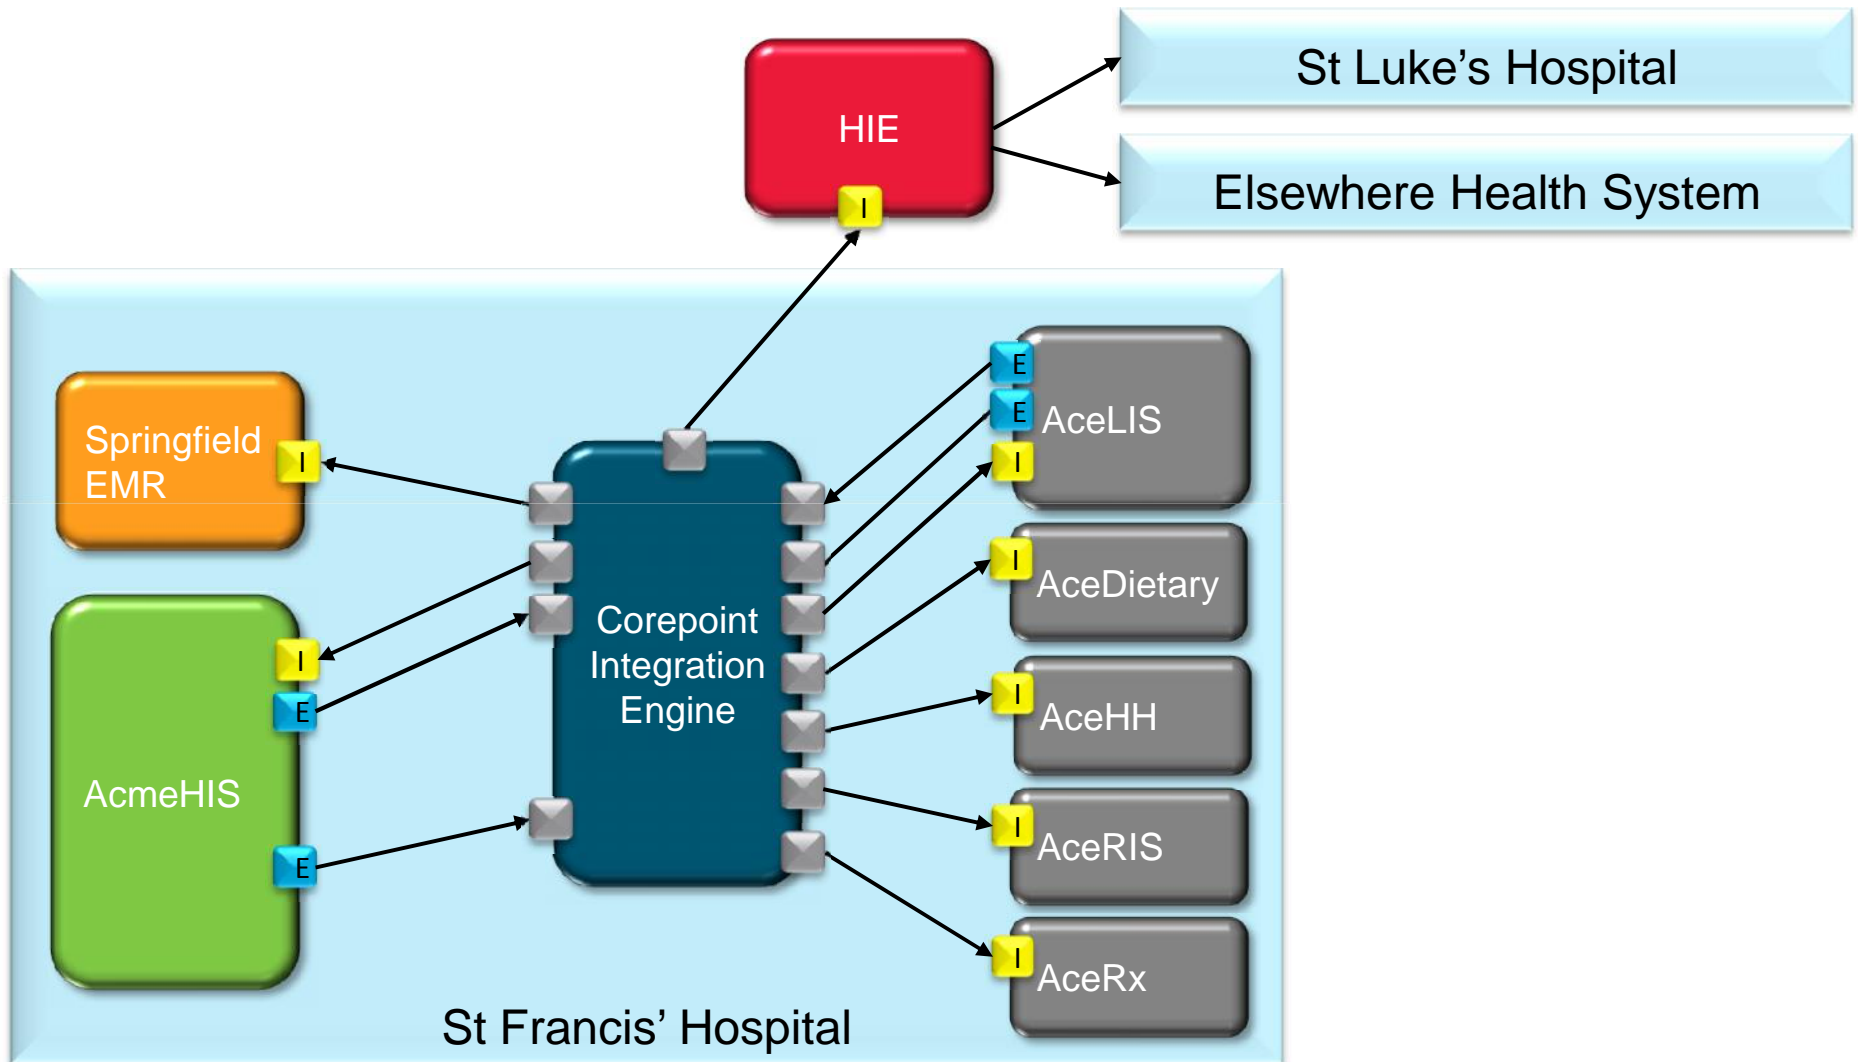 St Luke’s Hospital
HIE
Elsewhere Health System
I
E
AceLIS
E
I
Springfield
EMR
I
I
AceDietary
Corepoint
Integration
Engine
I
E
I
AceHH
AcmeHIS
E
I
AceRIS
I
AceRx
St Francis’ Hospital